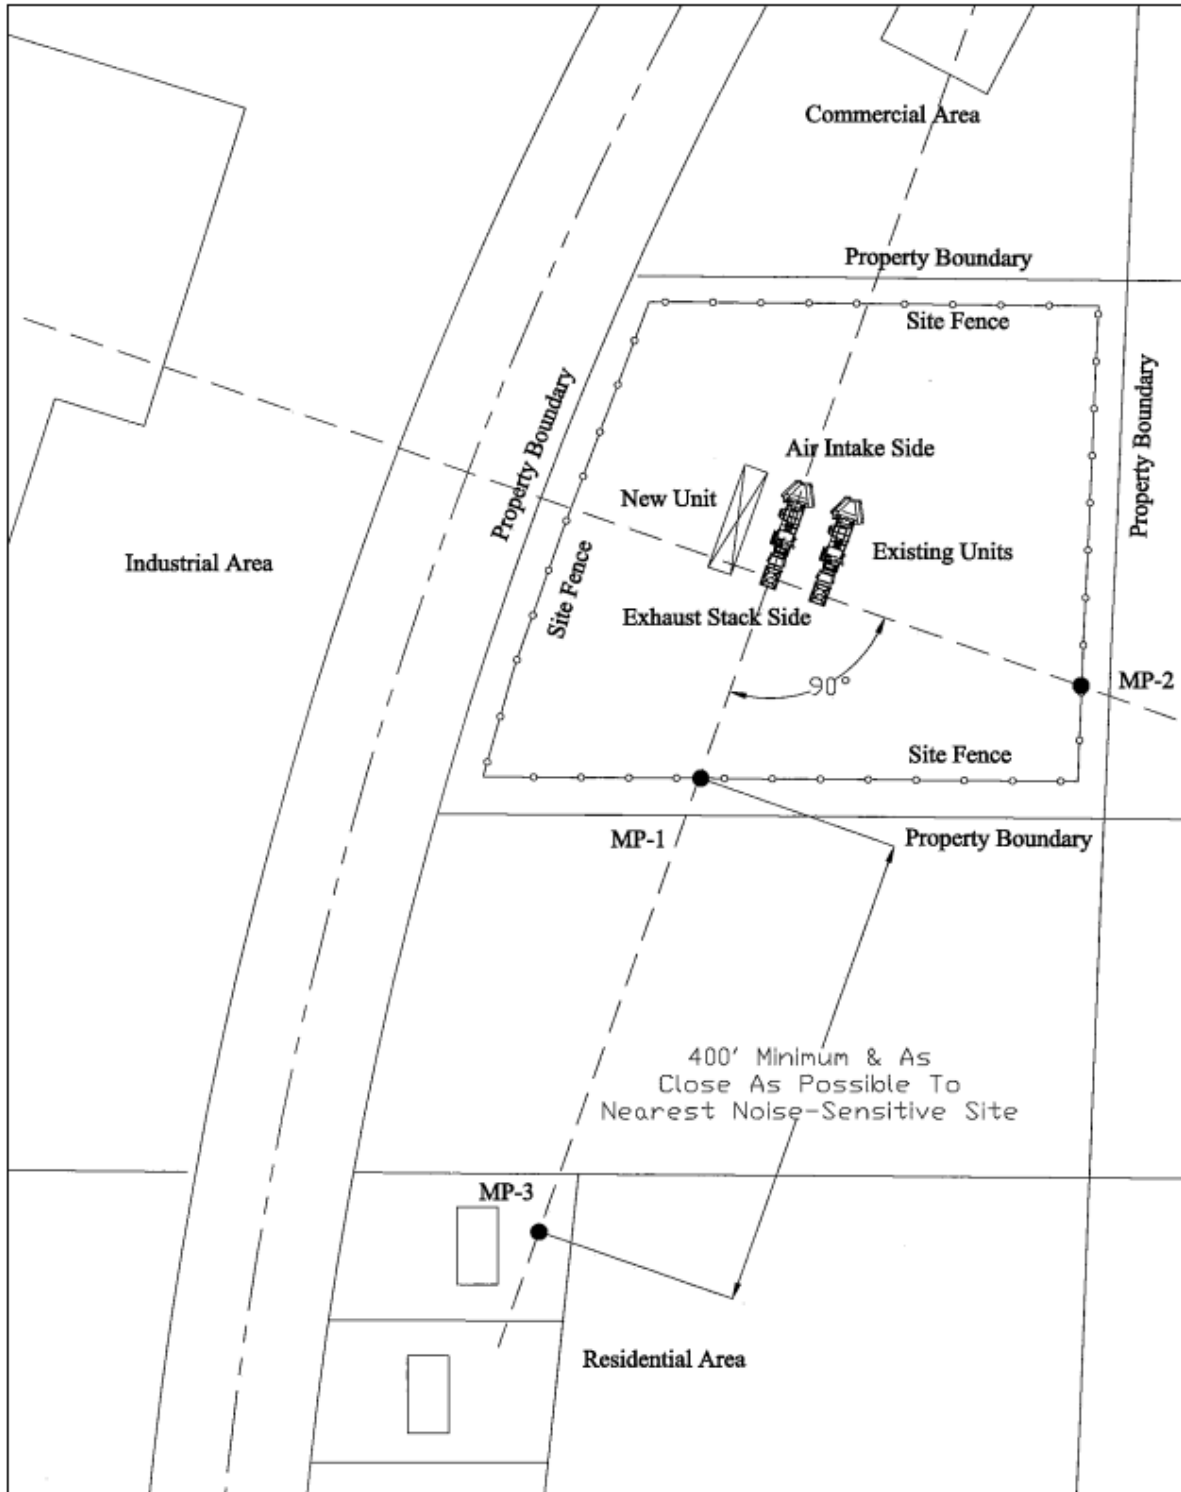 Commercial Area
Property Boundary
Site Fence
Property Boundary
Property Boundary
Air Intake Side
New Unit
Existing Units
Industrial Area
Site Fence
Exhaust Stack Side
90°
MP-2
Site Fence
MP-1
Property Boundary
400' Minimum & As
Close As Possible To
Nearest Noise-Sensitive Site
MP-3
Residential Area